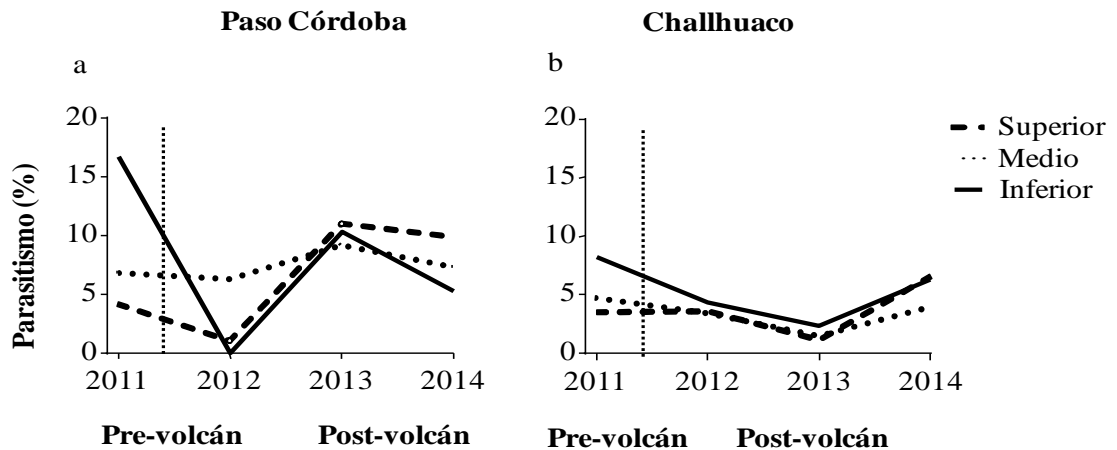 Paso Córdoba
Challhuaco
a
b
Parasitismo (%)
20
15
10
5
0
2011 2012 2013 2014
Pre-volcán Post-volcán
20
15
10
5
0
2011 2012 2013 2014
Pre-volcán Post-volcán
Superior
Medio
Inferior